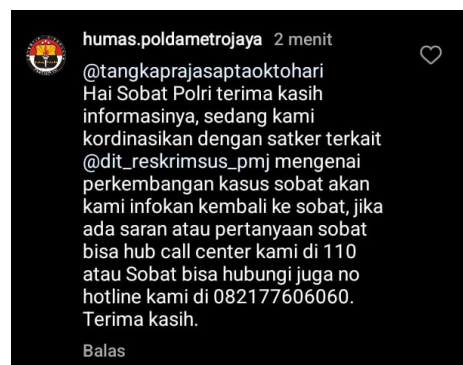 humas.poldametrojaya 2 menit
@tangkaprajasaptaoktohari
Hai Sobat Polri terima kasih
informasinya, sedang kami
kordinasikan dengan satker terkait
@dit_reskrimsus_pmj mengenai
perkembangan kasus sobat akan
kami infokan kembali ke sobat, jika
ada saran atau pertanyaan sobat
bisa hub call center kami di 110
atau Sobat bisa hubungi juga no
hotline kami di 082177606060.
Terima kasih.
Balas